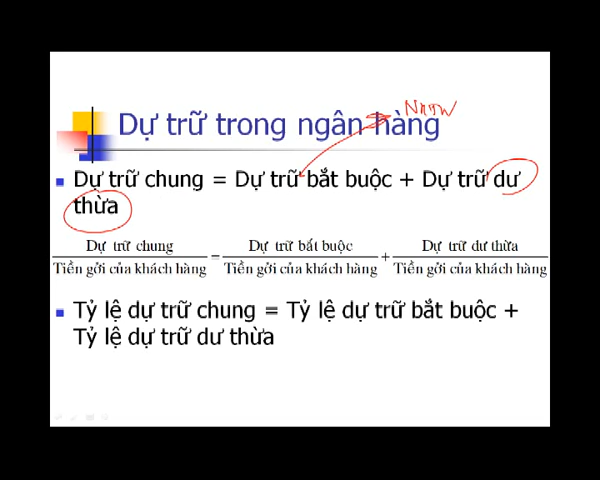 NHTW
Dự trữ trong ngân hàng
Dự trữ chung = Dự trữ bắt buộc + Dự trữ dư
thừa
Dự trữ chung / Tiền gởi của khách hàng = Dự trữ bắt buộc / Tiền gởi của khách hàng + Dự trữ dư thừa / Tiền gởi của khách hàng
Tỷ lệ dự trữ chung = Tỷ lệ dự trữ bắt buộc +
Tỷ lệ dự trữ dư thừa